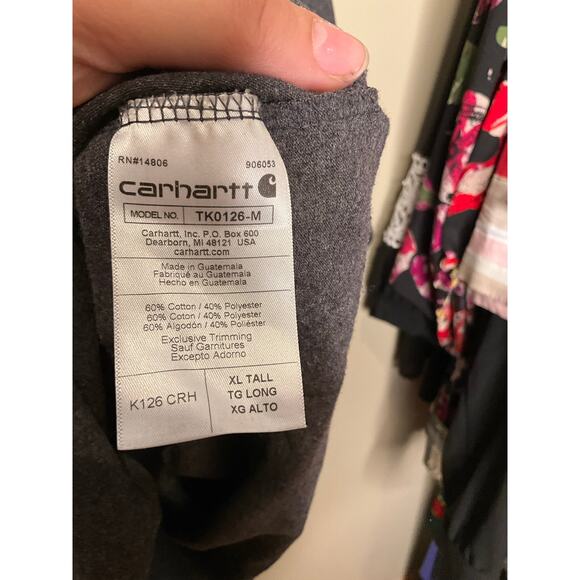 RN#14806 906053
carhartt
MODEL NO. TK0126-M
Carhartt, Inc. P.O. Box 600
Dearborn, MI 48121 USA
carhartt.com
Made in Guatemala
Fabriqué au Guatemala
Hecho en Guatemala
60% Cotton / 40% Polyester
60% Coton / 40% Polyester
60% Algodón / 40% Poliéster
Exclusive Trimming
Sauf Garnitures
Excepto Adorno
K126 CRH
XL TALL
TG LONG
XG ALTO